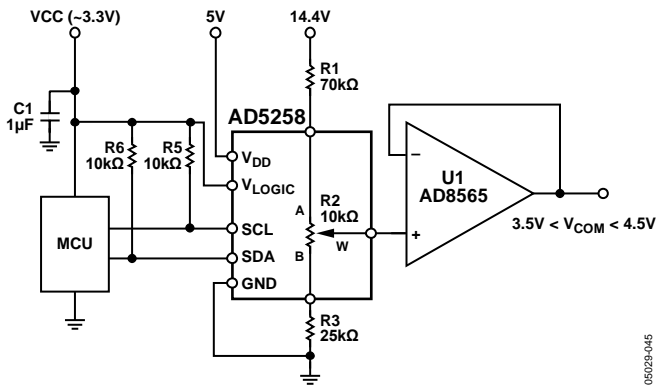 VCC (~3.3V)
5V
14.4V
R1
70kΩ
C1
1µF
AD5258
R6
10kΩ
R5
10kΩ
VDD
VLOGIC
R2
10kΩ
A
W
B
SCL
SDA
GND
MCU
−
+
U1
AD8565
3.5V < VCOM < 4.5V
R3
25kΩ
05029-045